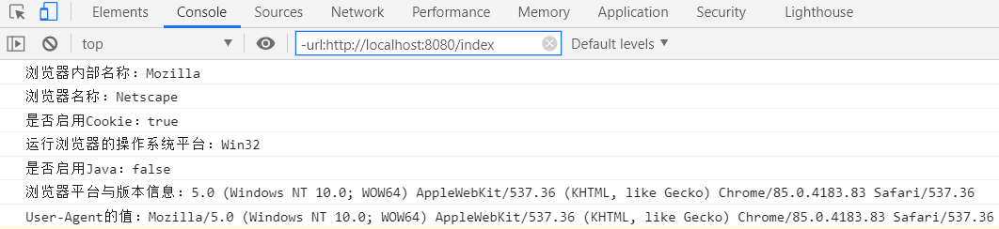 Elements Console Sources Network Performance Memory Application Security Lighthouse
top -url:http://localhost:8080/index Default levels
浏览器内部名称：Mozilla
浏览器名称：Netscape
是否启用Cookie：true
运行浏览器的操作系统平台：Win32
是否启用Java：false
浏览器平台与版本信息：5.0 (Windows NT 10.0; WOW64) AppleWebKit/537.36 (KHTML, like Gecko) Chrome/85.0.4183.83 Safari/537.36
User-Agent的值：Mozilla/5.0 (Windows NT 10.0; WOW64) AppleWebKit/537.36 (KHTML, like Gecko) Chrome/85.0.4183.83 Safari/537.36